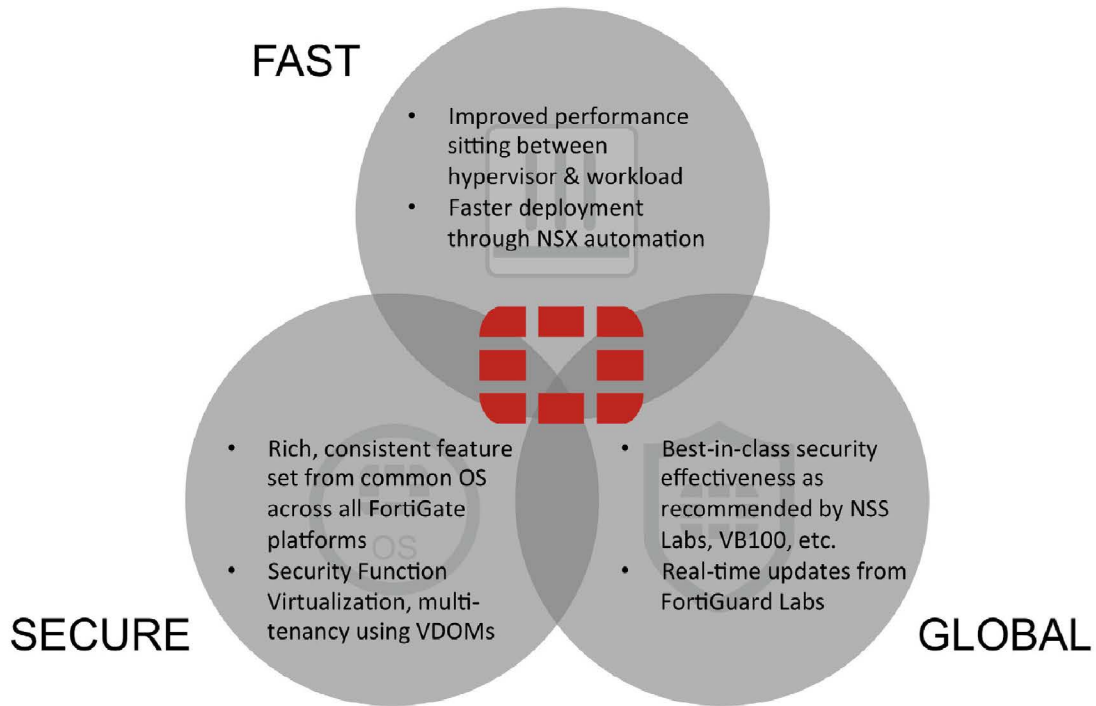 FAST
• Improved performance
sitting between
hypervisor & workload
• Faster deployment
through NSX automation
• Rich, consistent feature
set from common OS
across all FortiGate
platforms
• Security Function
Virtualization, multi-
tenancy using VDOMs
OS
SECURE
• Best-in-class security
effectiveness as
recommended by NSS
Labs, VB100, etc.
• Real-time updates from
FortiGuard Labs
GLOBAL